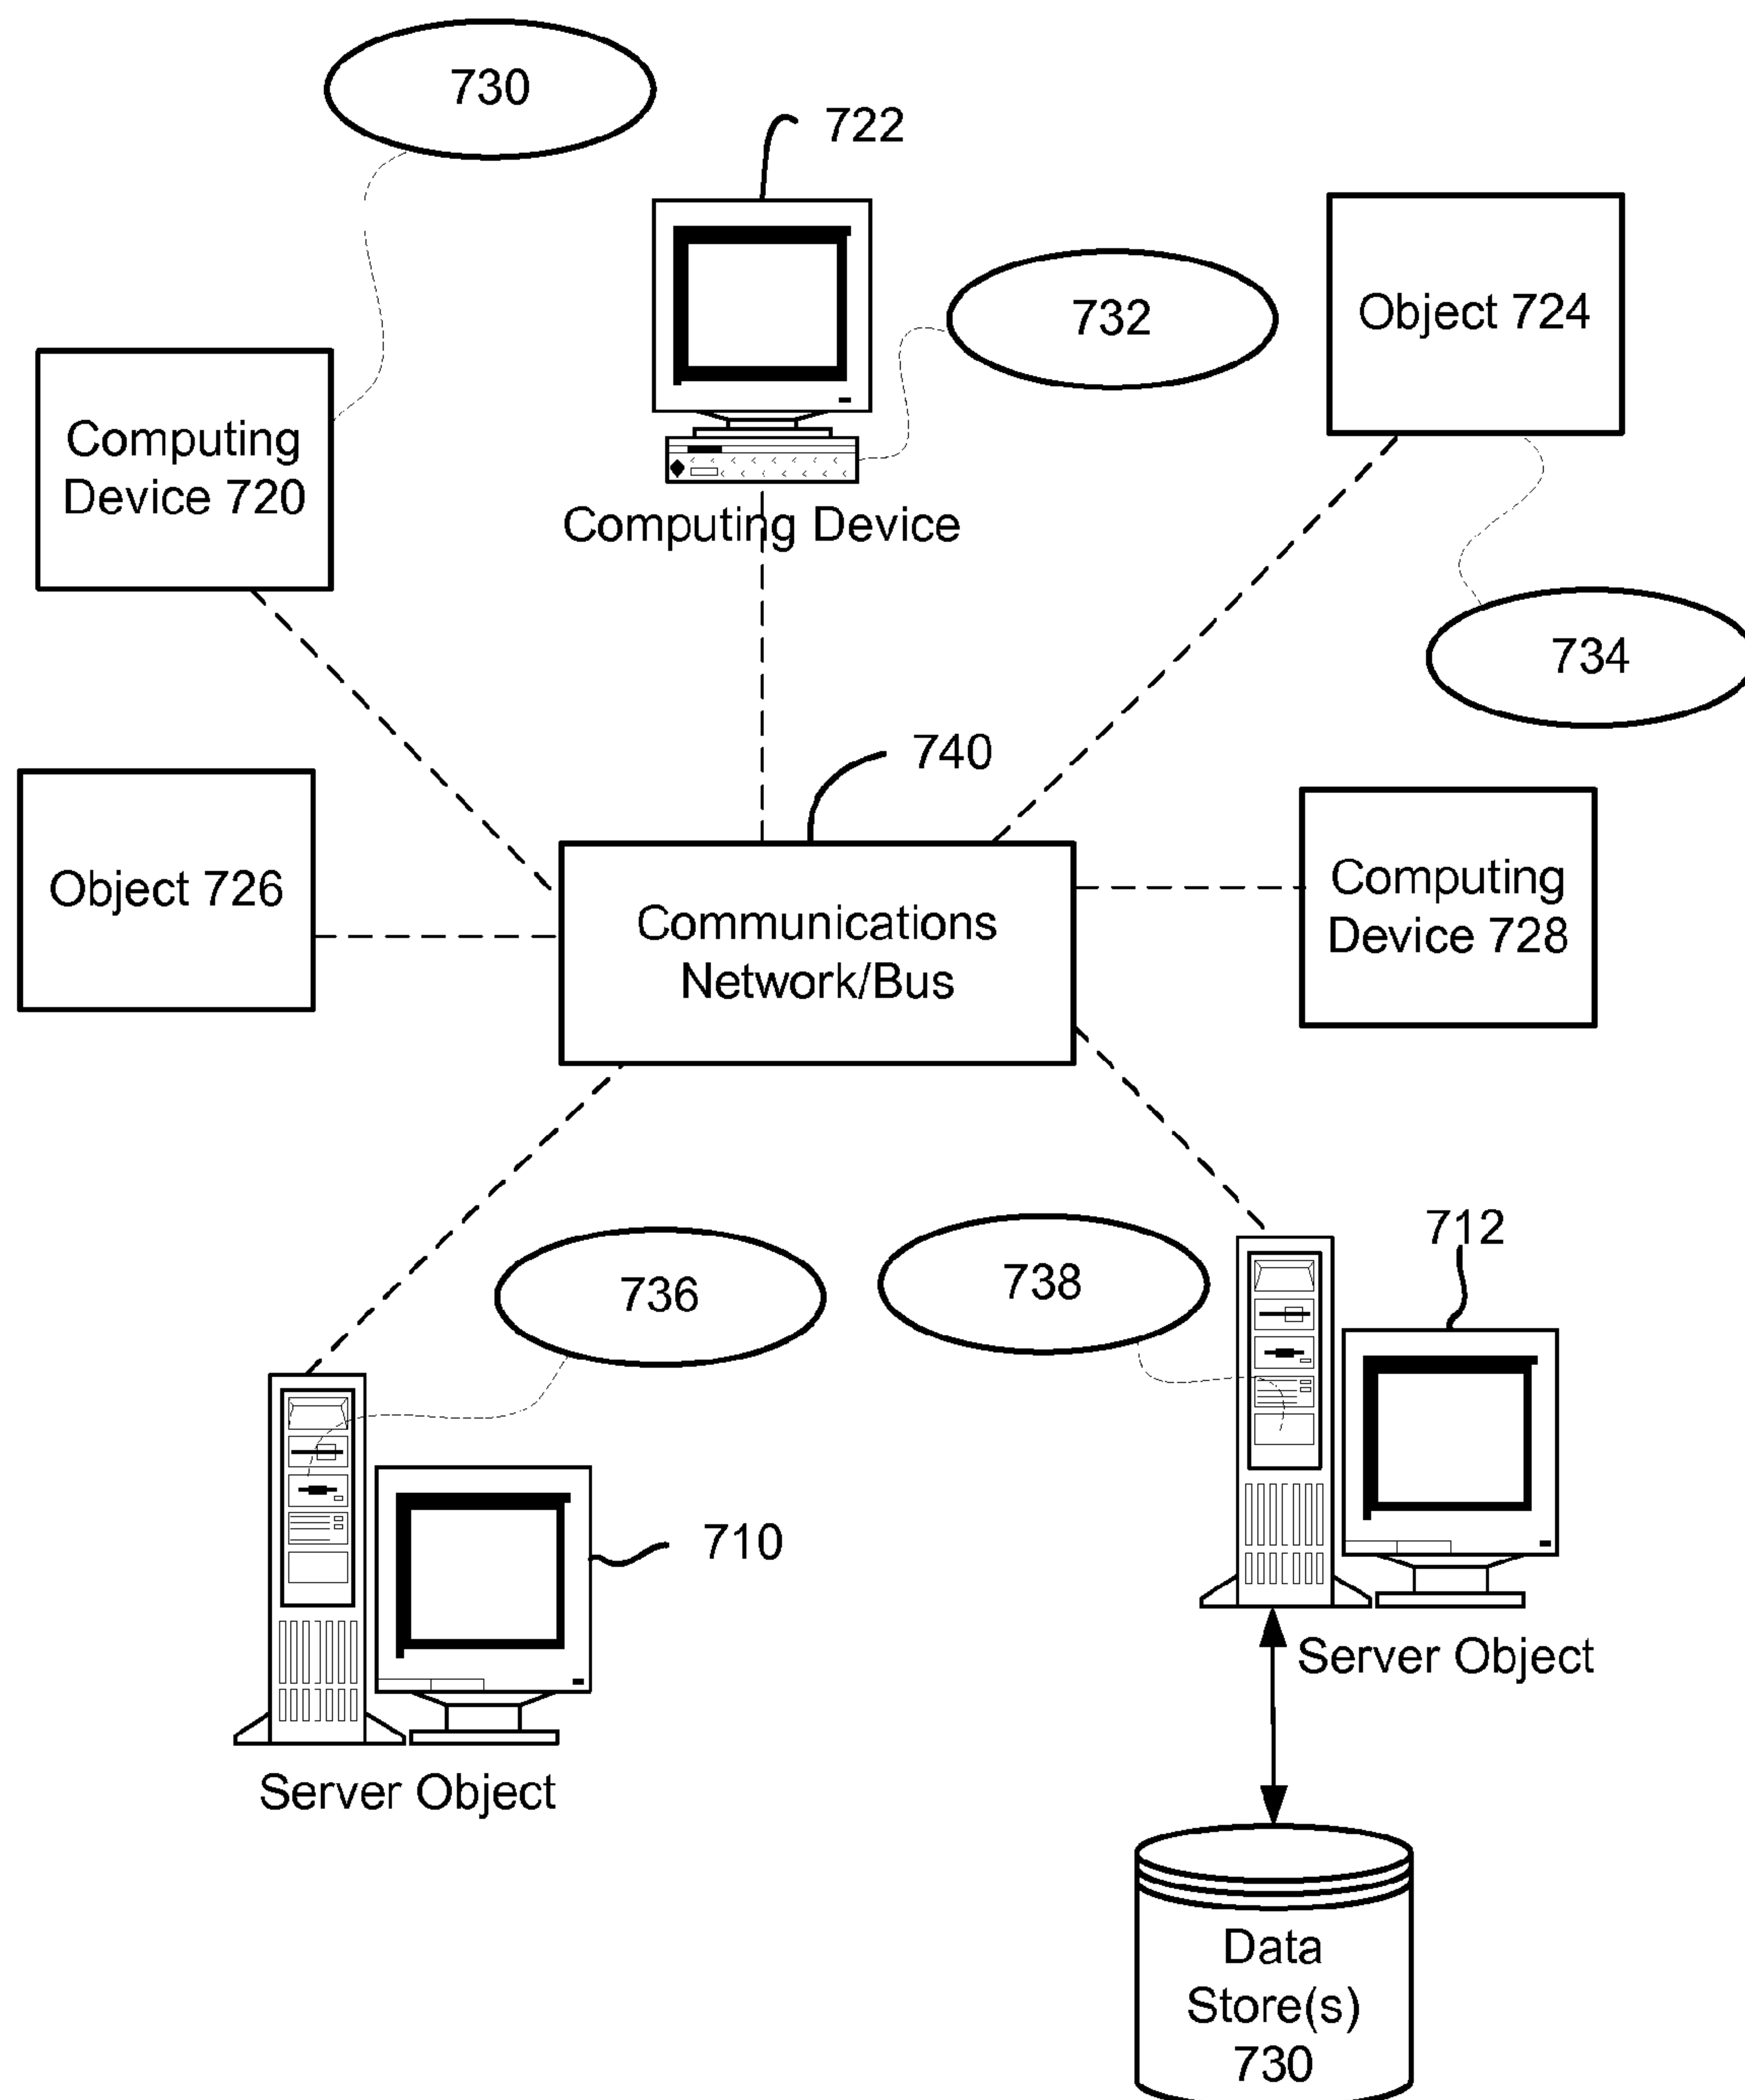 730
722
732
Object 724
Computing
Device 720
Computing Device
734
740
Object 726
Communications
Network/Bus
Computing
Device 728
736
738
712
710
Server Object
Server Object
Data
Store(s)
730